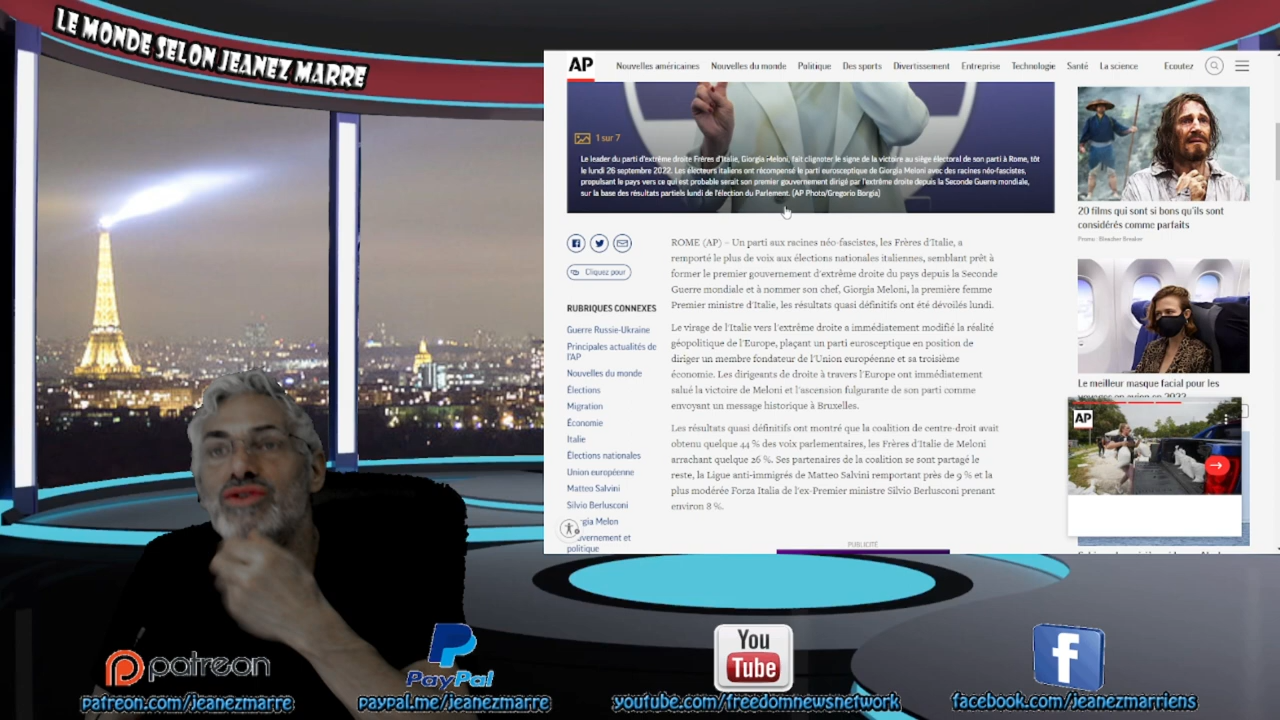 LE MONDE SELON JEANEZ MARRE
AP
Nouvelles américaines Nouvelles du monde Politique Des sports Divertissement Entreprise Technologie Santé La science Ecoutez
1 sur 7
Le leader du parti d'extrême droite Frères d'Italie, Giorgia Meloni, fait clignoter le signe de la victoire au siège électoral de son parti à Rome, tôt
le lundi 26 septembre 2022. Les électeurs italiens ont récompensé le parti eurosceptique de Giorgia Meloni avec des racines néo-fascistes,
propulsant le pays vers ce qui est probable serait son premier gouvernement dirigé par l'extrême droite depuis la Seconde Guerre mondiale,
sur la base des résultats partiels lundi de l'élection du Parlement. (AP Photo/Gregorio Borgia)
Cliquez pour
RUBRIQUES CONNEXES
Guerre Russie-Ukraine
Principales actualités de
l'AP
Nouvelles du monde
Élections
Migration
Économie
Italie
Élections nationales
Union européenne
Matteo Salvini
Silvio Berlusconi
gia Melon
uvernement et
politique
ROME (AP) – Un parti aux racines néo-fascistes, les Frères d'Italie, a
remporté le plus de voix aux élections nationales italiennes, semblant prêt à
former le premier gouvernement d'extrême droite du pays depuis la Seconde
Guerre mondiale et à nommer son chef, Giorgia Meloni, la première femme
Premier ministre d'Italie, les résultats quasi définitifs ont été dévoilés lundi.
Le virage de l'Italie vers l'extrême droite a immédiatement modifié la réalité
géopolitique de l'Europe, plaçant un parti eurosceptique en position de
diriger un membre fondateur de l'Union européenne et sa troisième
économie. Les dirigeants de droite à travers l'Europe ont immédiatement
salué la victoire de Meloni et l'ascension fulgurante de son parti comme
envoyant un message historique à Bruxelles.
Les résultats quasi définitifs ont montré que la coalition de centre-droit avait
obtenu quelque 44 % des voix parlementaires, les Frères d'Italie de Meloni
arrachant quelque 26 %. Ses partenaires de la coalition se sont partagé le
reste, la Ligue anti-immigrés de Matteo Salvini remportant près de 9 % et la
plus modérée Forza Italia de l'ex-Premier ministre Silvio Berlusconi prenant
environ 8 %.
PUBLICITÉ
20 films qui sont si bons qu'ils sont
considérés comme parfaits
Promu : Bleacher Breaker
Le meilleur masque facial pour les
voyages en avion en 2022
AP
patreon
patreon.com/jeanezmarre
PayPal
paypal.me/jeanezmarre
You
Tube
youtube.com/freedomnewsnetwork
f
facebook.com/jeanezmarriens